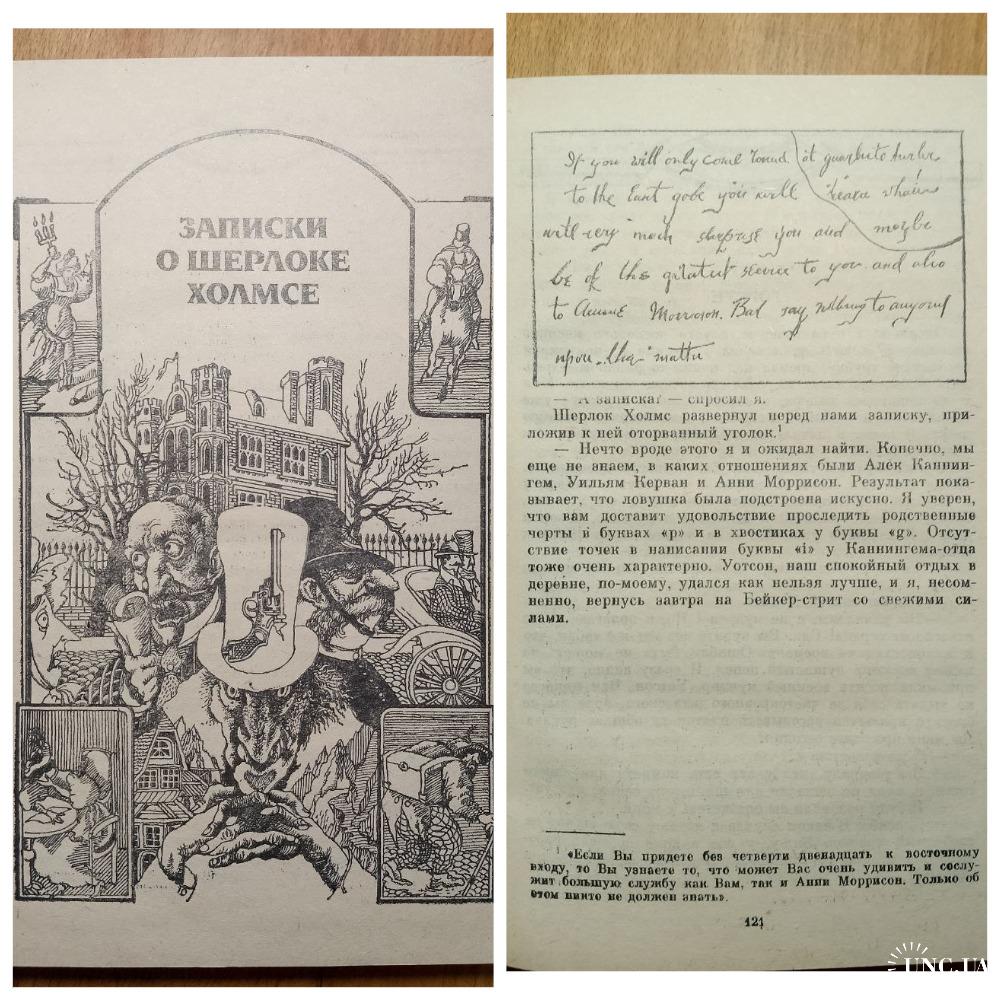 ЗАПИСКИ
О ШЕРЛОКЕ
ХОЛМСЕ
If you will only come round at quarter to twelve
to the East gate you will
will very much surprise you and maybe
be of the greatest service to you and also
to Annie Morrison. But say nothing to anyone
upon the matter
— А записка? — спросил я.
Шерлок Холмс развернул перед нами записку, при-
ложив к ней оторванный уголок.¹
— Нечто вроде этого я и ожидал найти. Конечно, мы
еще не знаем, в каких отношениях были Алек Каннин-
гем, Уильям Керван и Анни Моррисон. Результат пока-
зывает, что ловушка была подстроена искусно. Я уверен,
что вам доставит удовольствие проследить родственные
черты в буквах «p» и в хвостиках у буквы «g». Отсут-
ствие точек в написании буквы «i» у Каннингема-отца
тоже очень характерно. Уотсон, наш спокойный отдых в
деревне, по-моему, удался как нельзя лучше, и я, несом-
ненно, вернусь завтра на Бейкер-стрит со свежими си-
лами.
¹ «Если Вы придете без четверти двенадцать к восточному
входу, то Вы узнаете то, что может Вас очень удивить и сослу-
жит большую службу как Вам, так и Анни Моррисон. Только об
этом никто не должен знать».
121
UNC.UA